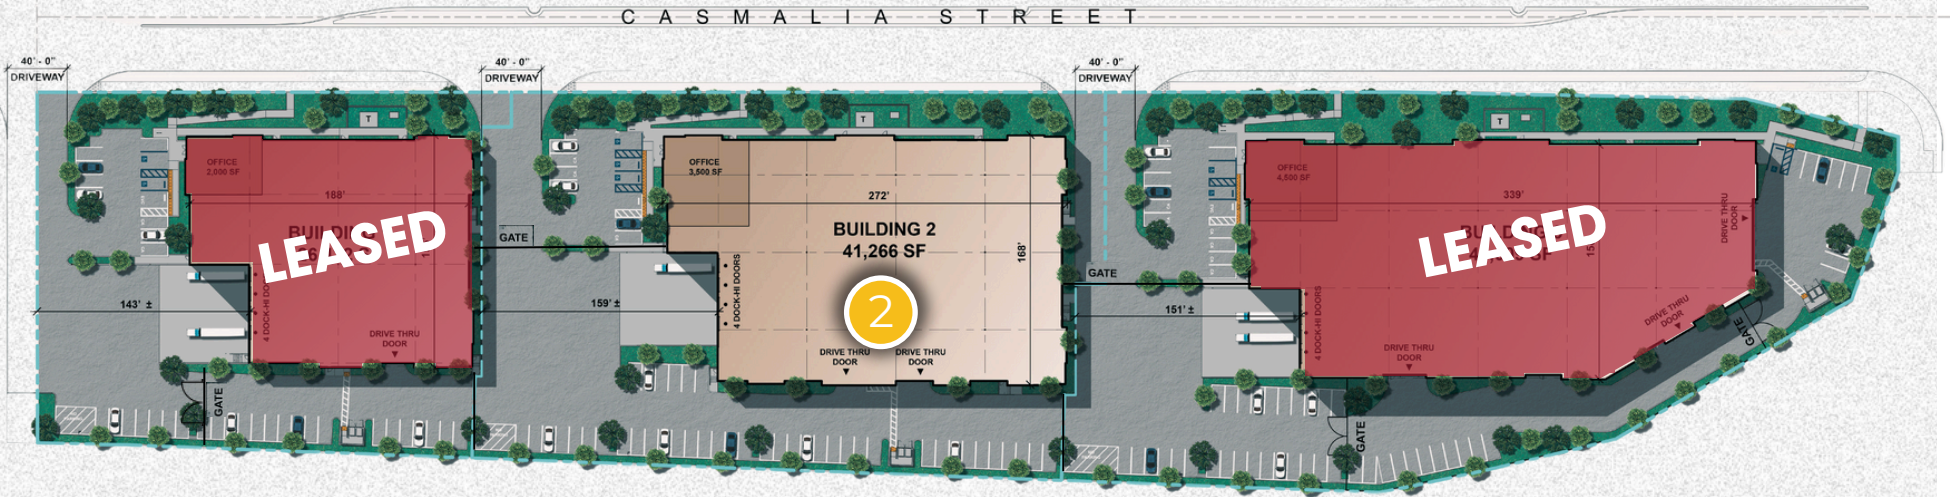 CASMALIA STREET
40' - 0"
DRIVEWAY
40' - 0"
DRIVEWAY
40' - 0"
DRIVEWAY
T
OFFICE
2,000 SF
188'
LEASED
143' ±
4 DOCK-HI DOORS
DRIVE THRU
DOOR
GATE
GATE
T
OFFICE
3,500 SF
272'
BUILDING 2
41,266 SF
168'
2
159' ±
4 DOCK-HI DOORS
DRIVE THRU
DOOR
DRIVE THRU
DOOR
GATE
T
OFFICE
4,500 SF
339'
LEASED
DRIVE THRU
DOOR
151' ±
4 DOCK-HI DOORS
DRIVE THRU
DOOR
DRIVE THRU
DOOR
GATE
GATE